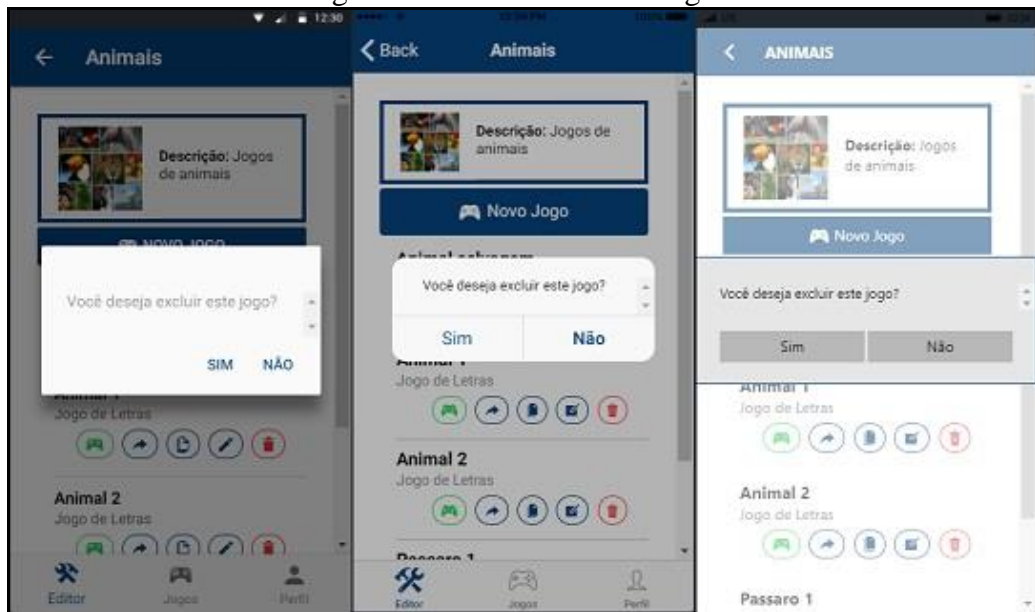 12:30
Animais
Descrição: Jogos
de animais
NOVO JOGO
Você deseja excluir este jogo?
SIM NÃO
Animal 1
Jogo de Letras
Animal 2
Jogo de Letras
Editor Jogos Perfil
Back Animais
Descrição: Jogos de
animais
Novo Jogo
Você deseja excluir este jogo?
Sim Não
Animal 1
Jogo de Letras
Animal 2
Jogo de Letras
Passaro 1
Editor Jogos Perfil
ANIMAIS
Descrição: Jogos
de animais
Novo Jogo
Você deseja excluir este jogo?
Sim Não
Animal 1
Jogo de Letras
Animal 2
Jogo de Letras
Passaro 1